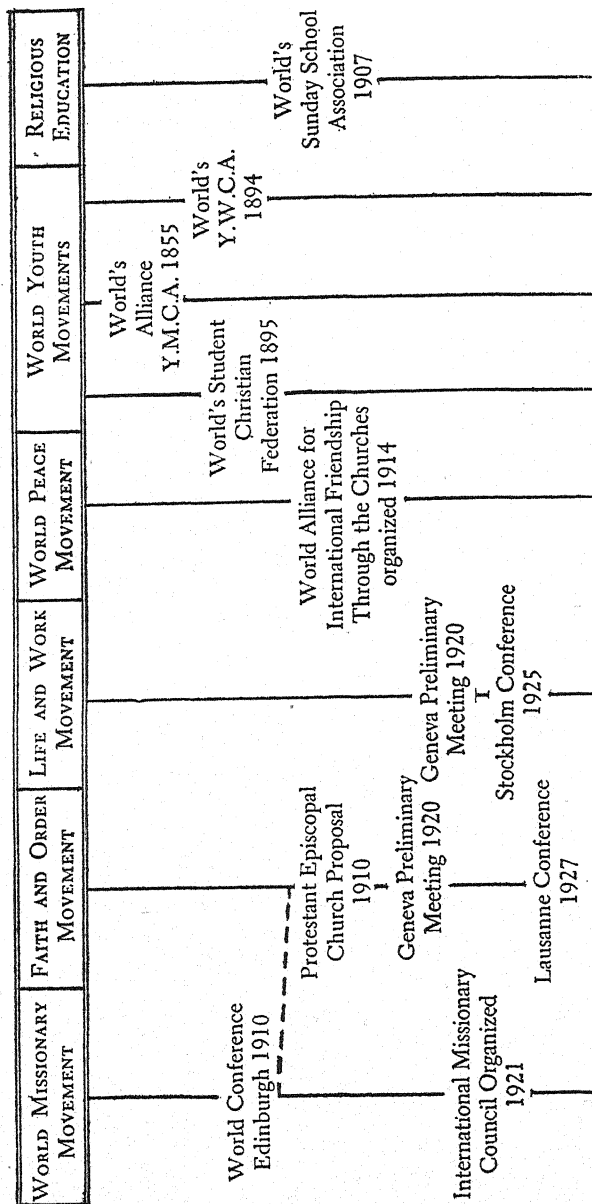 WORLD MISSIONARY
MOVEMENT
FAITH AND ORDER
MOVEMENT
LIFE AND WORK
MOVEMENT
WORLD PEACE
MOVEMENT
WORLD YOUTH
MOVEMENTS
RELIGIOUS
EDUCATION
World Conference
Edinburgh 1910
International Missionary
Council Organized
1921
Protestant Episcopal
Church Proposal
1910
Geneva Preliminary
Meeting 1920
Lausanne Conference
1927
Geneva Preliminary
Meeting 1920
Stockholm Conference
1925
World Alliance for
International Friendship
Through the Churches
organized 1914
World's Student
Christian
Federation 1895
World's
Alliance
Y.M.C.A. 1855
World's
Y.W.C.A.
1894
World's
Sunday School
Association
1907